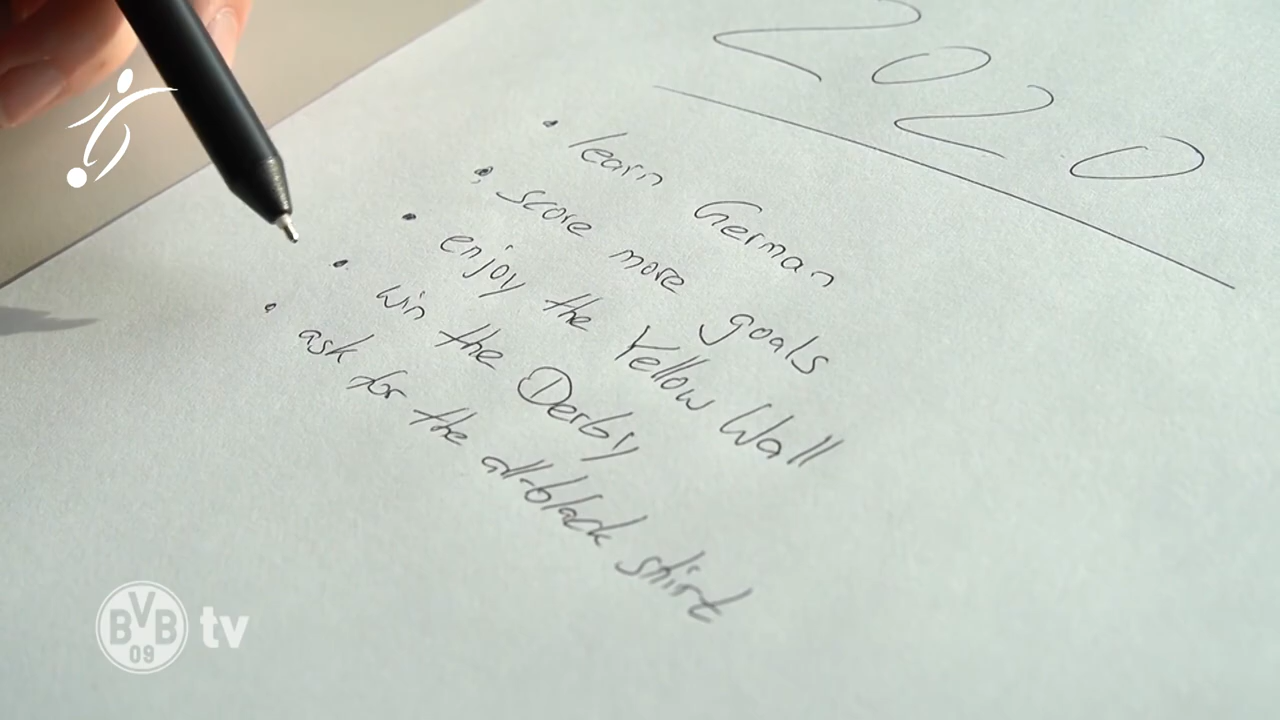 2020
• learn German
• score more goals
• enjoy the Yellow Wall
• win the Derby
• ask for the all-black shirt
BVB 09 tv